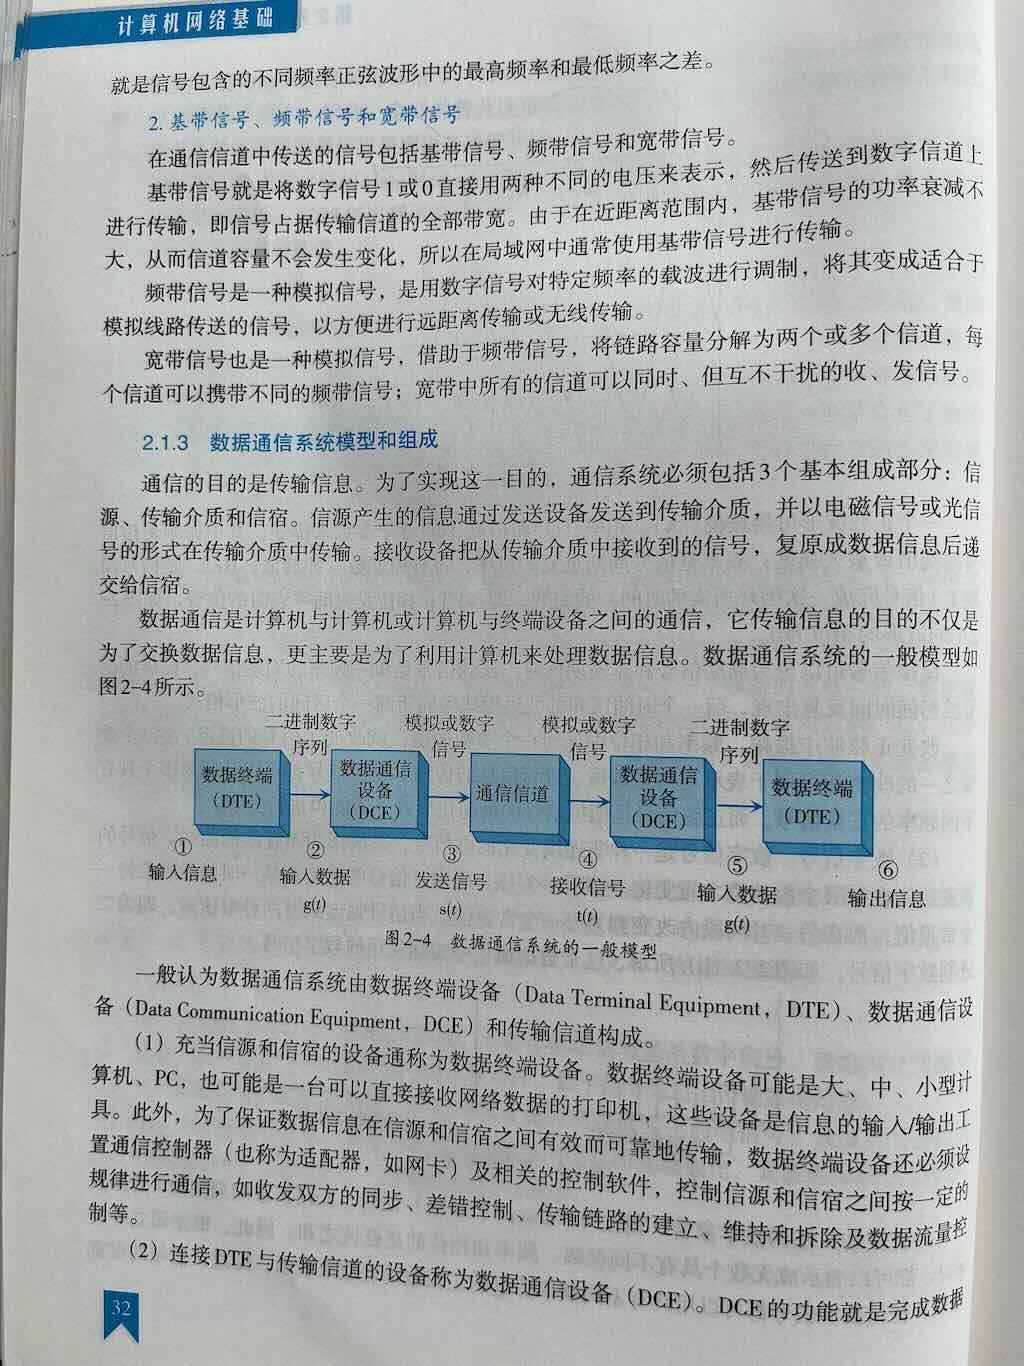 计算机网络基础
就是信号包含的不同频率正弦波形中的最高频率和最低频率之差。
2. 基带信号、频带信号和宽带信号
在通信信道中传送的信号包括基带信号、频带信号和宽带信号。
基带信号就是将数字信号1或0直接用两种不同的电压来表示，然后传送到数字信道上
进行传输，即信号占据传输信道的全部带宽。由于在近距离范围内，基带信号的功率衰减不
大，从而信道容量不会发生变化，所以在局域网中通常使用基带信号进行传输。
频带信号是一种模拟信号，是用数字信号对特定频率的载波进行调制，将其变成适合于
模拟线路传送的信号，以方便进行远距离传输或无线传输。
宽带信号也是一种模拟信号，借助于频带信号，将链路容量分解为两个或多个信道，每
个信道可以携带不同的频带信号；宽带中所有的信道可以同时、但互不干扰的收、发信号。
2.1.3 数据通信系统模型和组成
通信的目的是传输信息。为了实现这一目的，通信系统必须包括3个基本组成部分：信
源、传输介质和信宿。信源产生的信息通过发送设备发送到传输介质，并以电磁信号或光信
号的形式在传输介质中传输。接收设备把从传输介质中接收到的信号，复原成数据信息后递
交给信宿。
数据通信是计算机与计算机或计算机与终端设备之间的通信，它传输信息的目的不仅是
为了交换数据信息，更主要是为了利用计算机来处理数据信息。数据通信系统的一般模型如
图2-4所示。
二进制数字 模拟或数字 模拟或数字 二进制数字
序列 信号 信号 序列
数据终端
（DTE）
数据通信
设备
（DCE）
通信信道
数据通信
设备
（DCE）
数据终端
（DTE）
① ② ③ ④ ⑤ ⑥
输入信息 输入数据 发送信号 接收信号 输入数据 输出信息
g(t) s(t) t(t) g(t)
图2-4 数据通信系统的一般模型
一般认为数据通信系统由数据终端设备（Data Terminal Equipment，DTE）、数据通信设
备（Data Communication Equipment，DCE）和传输信道构成。
（1）充当信源和信宿的设备通称为数据终端设备。数据终端设备可能是大、中、小型计
算机、PC，也可能是一台可以直接接收网络数据的打印机，这些设备是信息的输入/输出工
具。此外，为了保证数据信息在信源和信宿之间有效而可靠地传输，数据终端设备还必须设
置通信控制器（也称为适配器，如网卡）及相关的控制软件，控制信源和信宿之间按一定的
规律进行通信，如收发双方的同步、差错控制、传输链路的建立、维持和拆除及数据流量控
制等。
（2）连接DTE与传输信道的设备称为数据通信设备（DCE）。DCE的功能就是完成数据
32